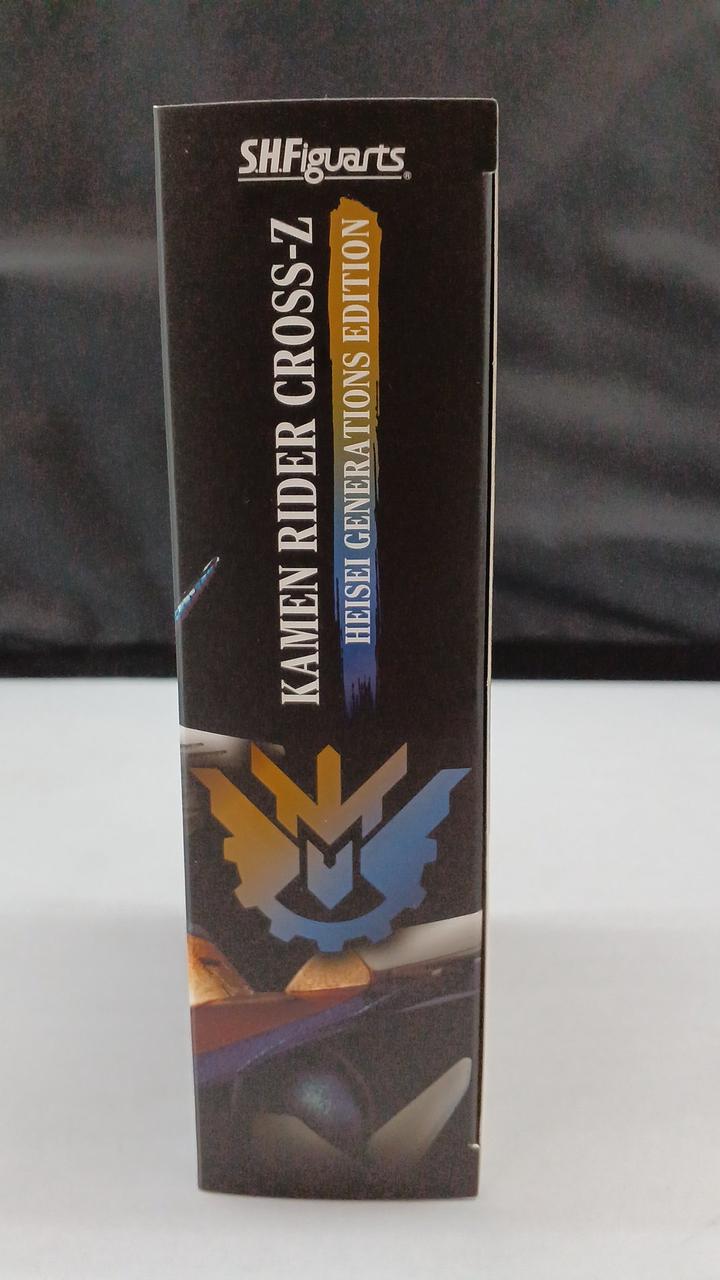 S.H.Figuarts®
KAMEN RIDER CROSS-Z
HEISEI GENERATIONS EDITION